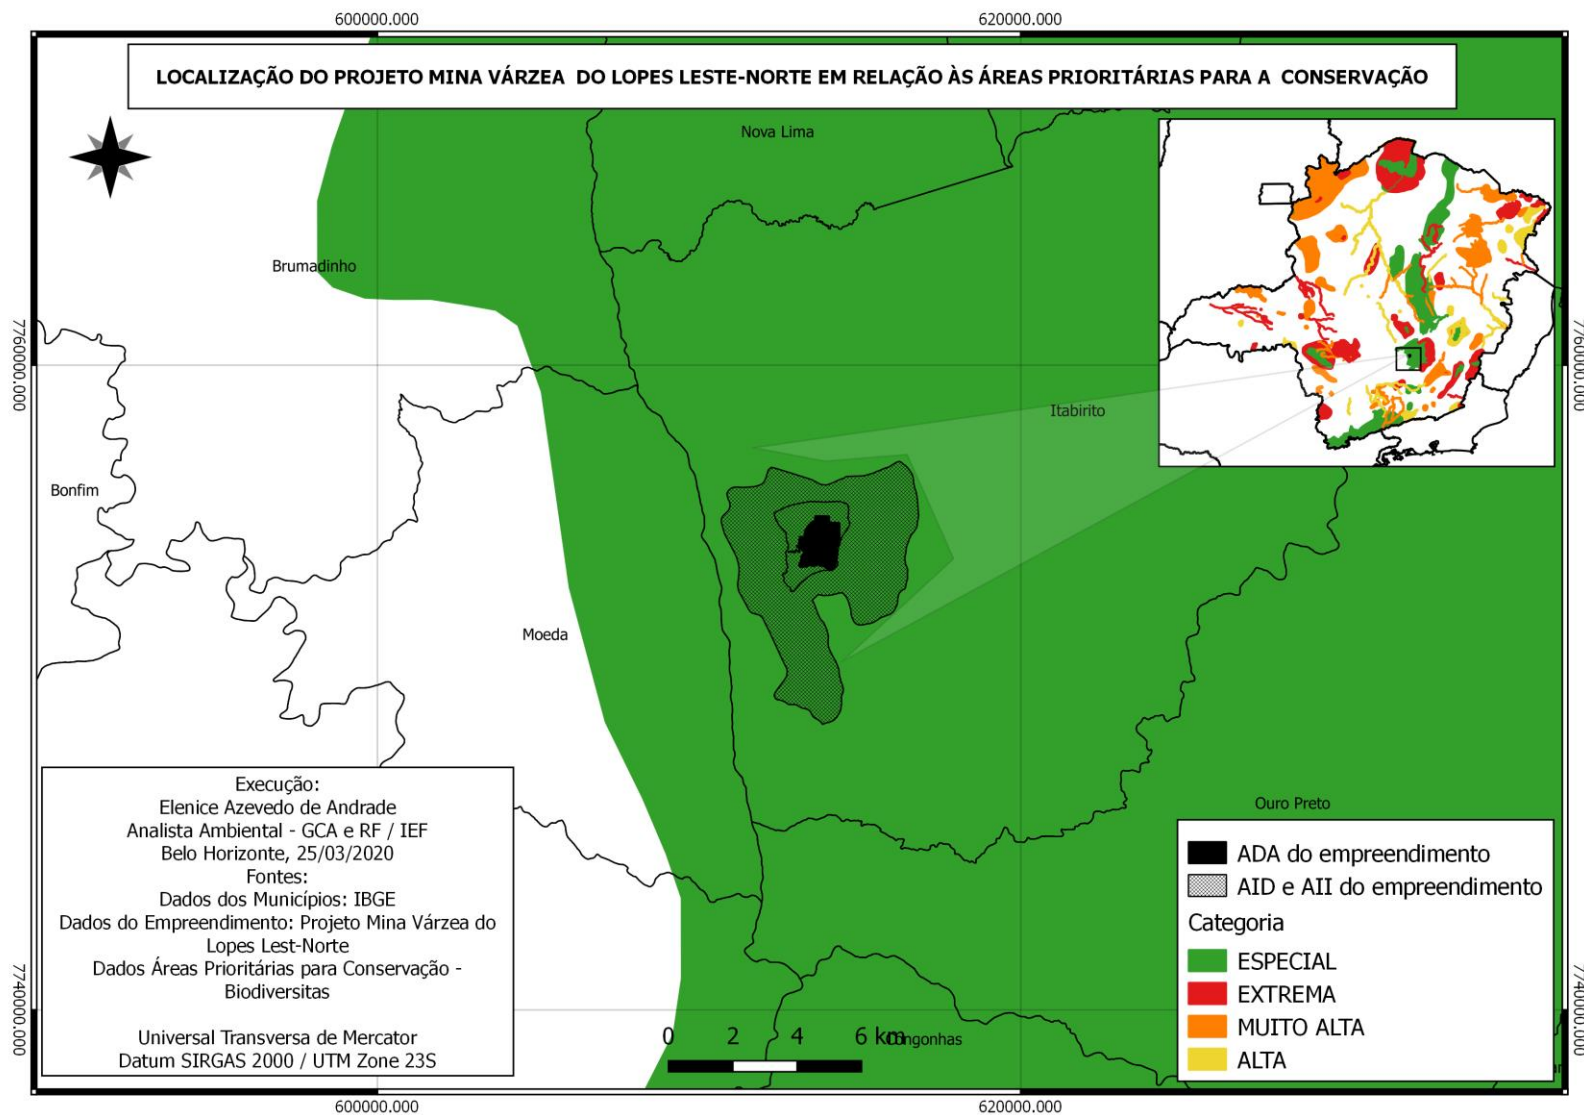 600000.000
620000.000
LOCALIZAÇÃO DO PROJETO MINA VÁRZEA DO LOPES LESTE-NORTE EM RELAÇÃO ÀS ÁREAS PRIORITÁRIAS PARA A CONSERVAÇÃO
Nova Lima
Brumadinho
7760000.000
7760000.000
Itabirito
Bonfim
Moeda
Ouro Preto
Execução:
Elenice Azevedo de Andrade
Analista Ambiental - GCA e RF / IEF
Belo Horizonte, 25/03/2020
Fontes:
Dados dos Municípios: IBGE
Dados do Empreendimento: Projeto Mina Várzea do
Lopes Lest-Norte
Dados Áreas Prioritárias para Conservação -
Biodiversitas
Universal Transversa de Mercator
Datum SIRGAS 2000 / UTM Zone 23S
ADA do empreendimento
AID e AII do empreendimento
Categoria
ESPECIAL
EXTREMA
MUITO ALTA
ALTA
7740000.000
7740000.000
0 2 4 6 km
ngonhas
600000.000
620000.000